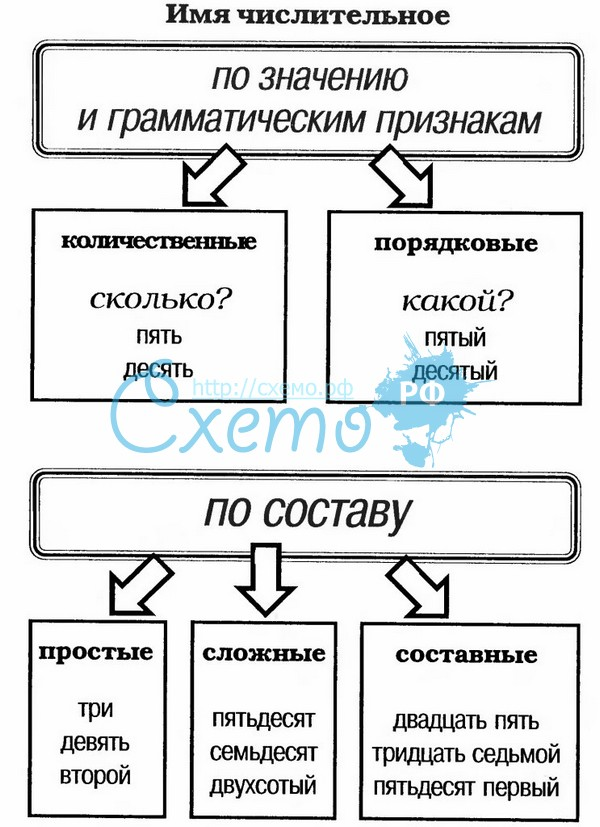 Имя числительное
по значению
и грамматическим признакам
количественные
сколько?
пять
десять
порядковые
какой?
пятый
десятый
http://схемо.рф
Схемо
РФ
по составу
простые
три
девять
второй
сложные
пятьдесят
семьдесят
двухсотый
составные
двадцать пять
тридцать седьмой
пятьдесят первый